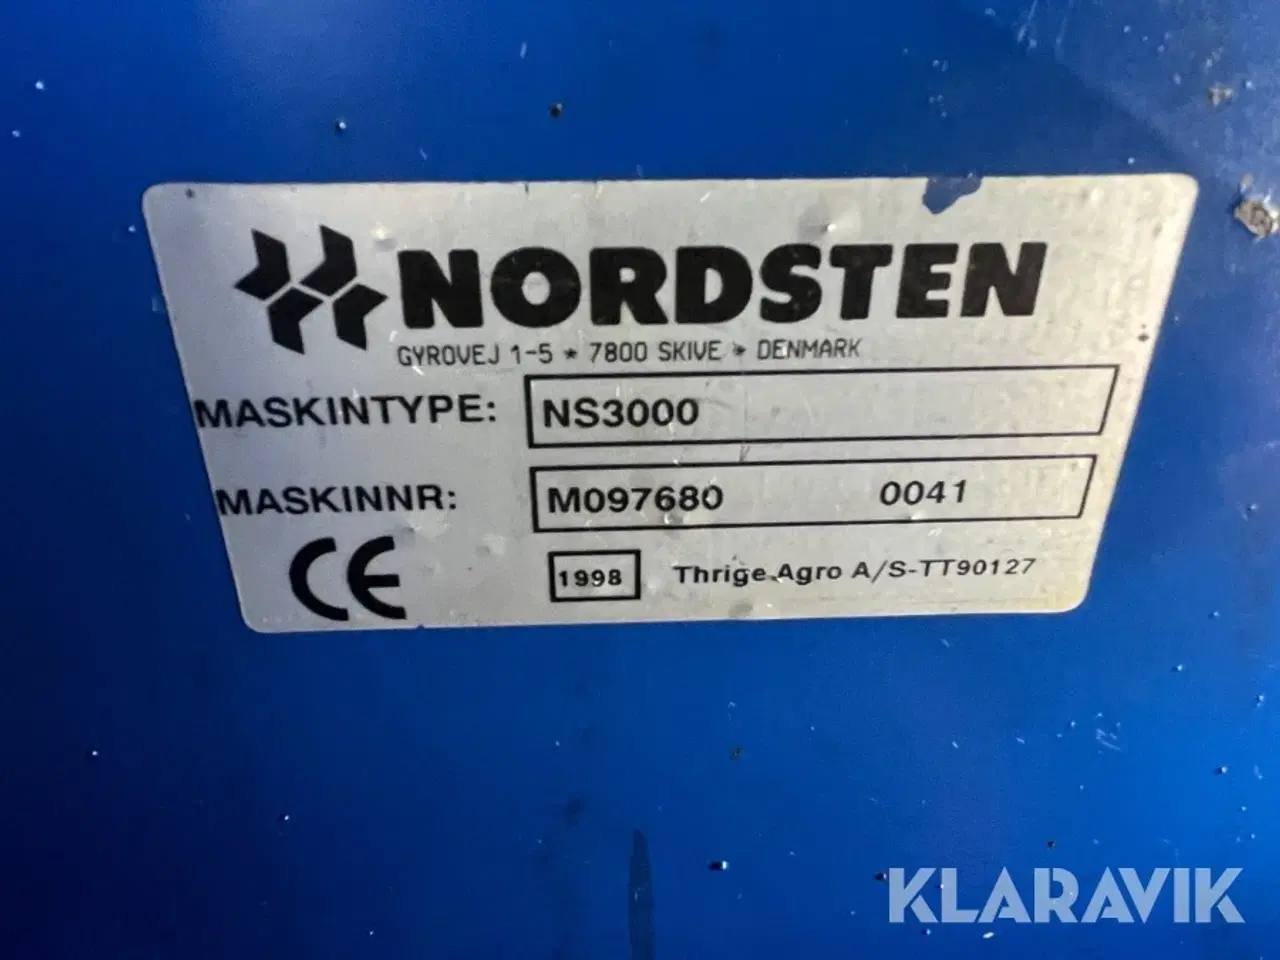 NORDSTEN
GYROVEJ 1-5 * 7800 SKIVE * DENMARK
MASKINTYPE: NS3000
MASKINNR: M097680 0041
CE 1998 Thrige Agro A/S-TT90127
KLARAVIK